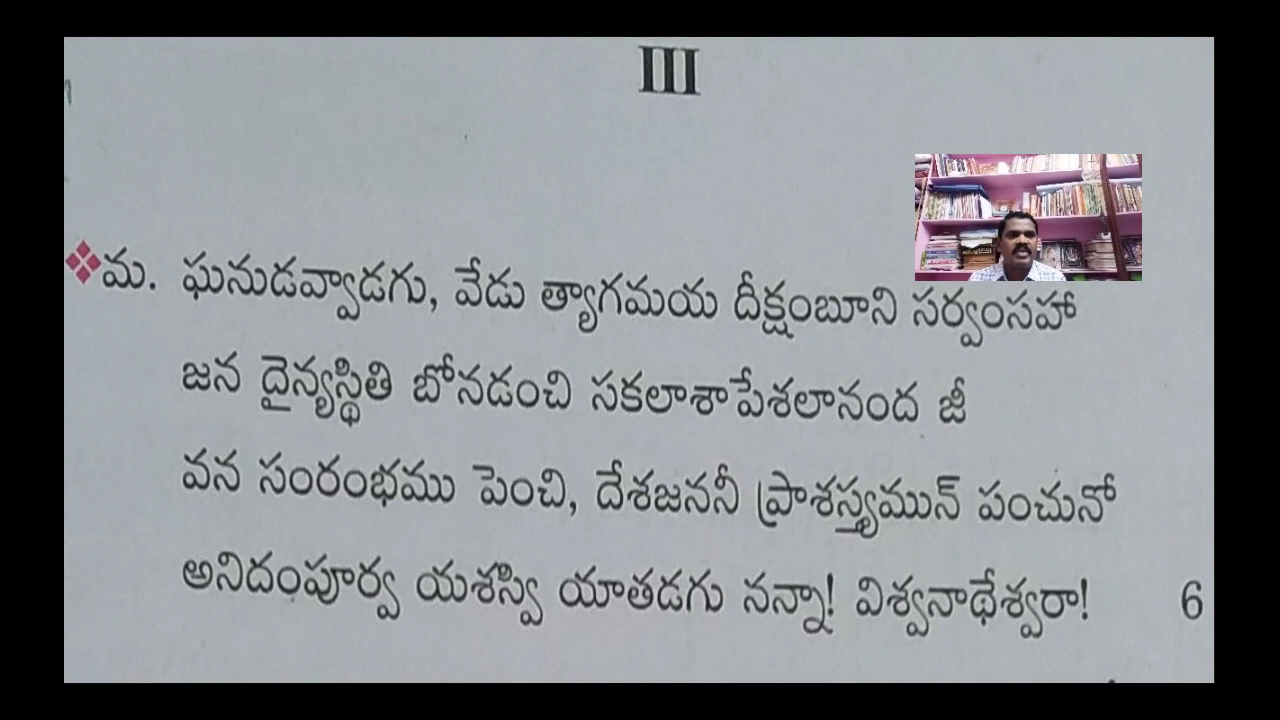 III
మ. ఘనుడవ్వాడగు, వేడు త్యాగమయ దీక్షంబూని సర్వంసహా
జన దైన్యస్థితి బోనడంచి సకలాశాపేశలానంద జీ
వన సంరంభము పెంచి, దేశజననీ ప్రాశస్త్యమున్ పంచునో
అనిదంపూర్వ యశస్వి యాతడగు నన్నా! విశ్వనాథేశ్వరా! 6